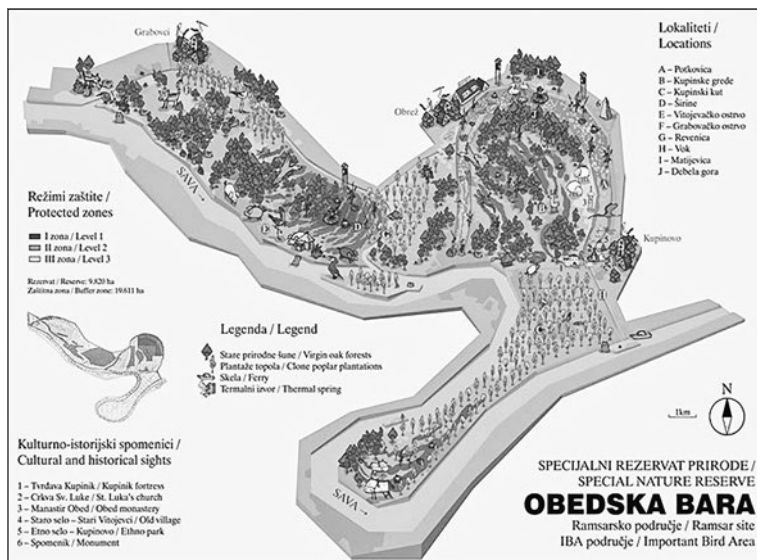 Grabovci
Obrež
Kupinovo
SAVA →
SAVA →
Lokaliteti /
Locations
A – Potkovica
B – Kupinske grede
C – Kupinski kut
D – Širine
E – Vitojevačko ostrvo
F – Grabovačko ostrvo
G – Revenica
H – Vok
I – Matijevica
J – Debela gora
Režimi zaštite /
Protected zones
I zona / Level 1
II zona / Level 2
III zona / Level 3
Rezervat / Reserve: 9.820 ha
Zaštitna zona / Buffer zone: 19.611 ha
Legenda / Legend
Stare prirodne šume / Virgin oak forests
Plantaže topola / Clone poplar plantations
Skela / Ferry
Termalni izvor / Thermal spring
Kulturno-istorijski spomenici /
Cultural and historical sights
1 – Tvrđava Kupinik / Kupinik fortress
2 – Crkva Sv. Luke / St. Luka's church
3 – Manastir Obed / Obed monastery
4 – Staro selo – Stari Vitojevci / Old village
5 – Etno selo – Kupinovo / Ethno park
6 – Spomenik / Monument
1km
N
SPECIJALNI REZERVAT PRIRODE /
SPECIAL NATURE RESERVE
OBEDSKA BARA
Ramsarsko područje / Ramsar site
IBA područje / Important Bird Area